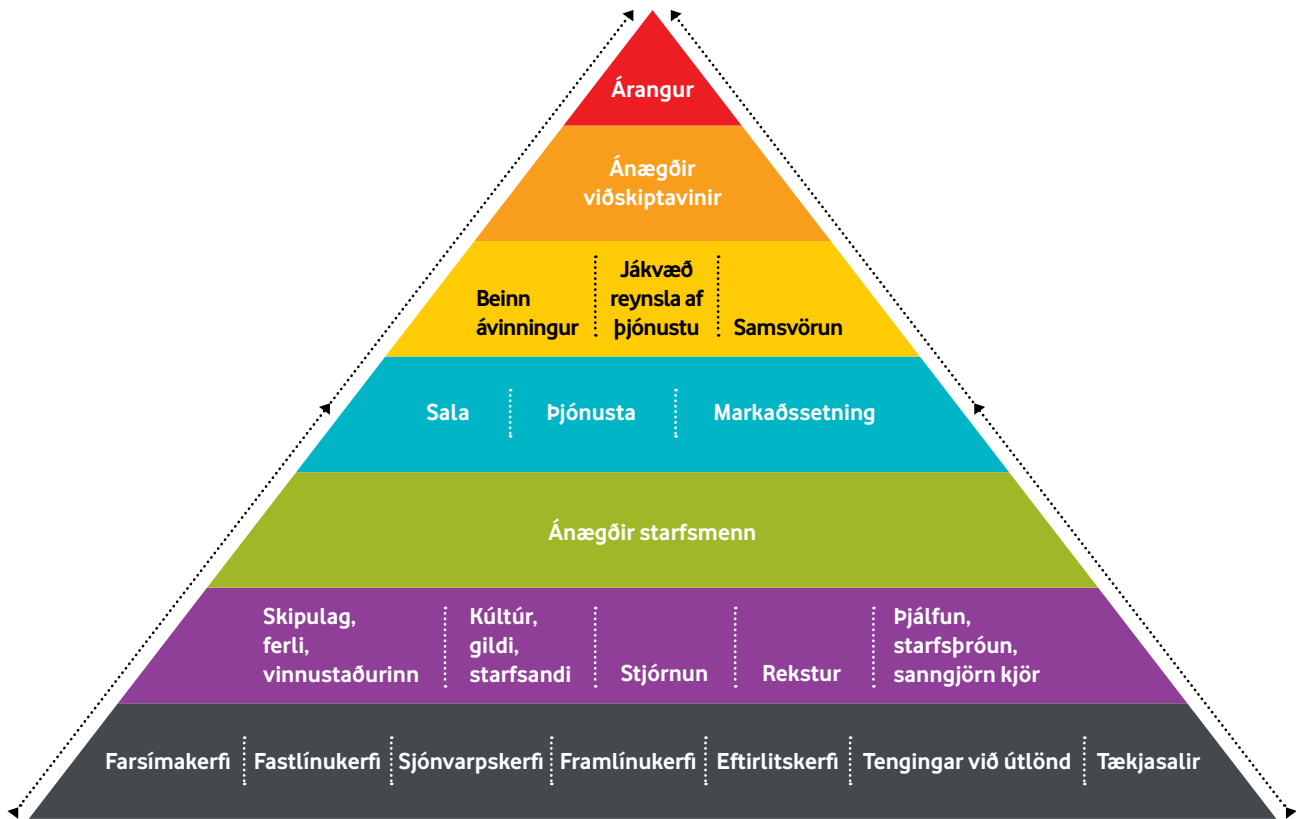 Árangur
Ánægðir
viðskiptavinir
Beinn
ávinningur
Jákvæð
reynsla af
þjónustu
Samsvörun
Sala
Þjónusta
Markaðssetning
Ánægðir starfsmenn
Skipulag,
ferli,
vinnustaðurinn
Kúltúr,
gildi,
starfsandi
Stjórnun
Rekstur
Þjálfun,
starfsþróun,
sanngjörn kjör
Farsímakerfi
Fastlínukerfi
Sjónvarpskerfi
Framlínukerfi
Eftirlitskerfi
Tengingar við útlönd
Tækjasalir